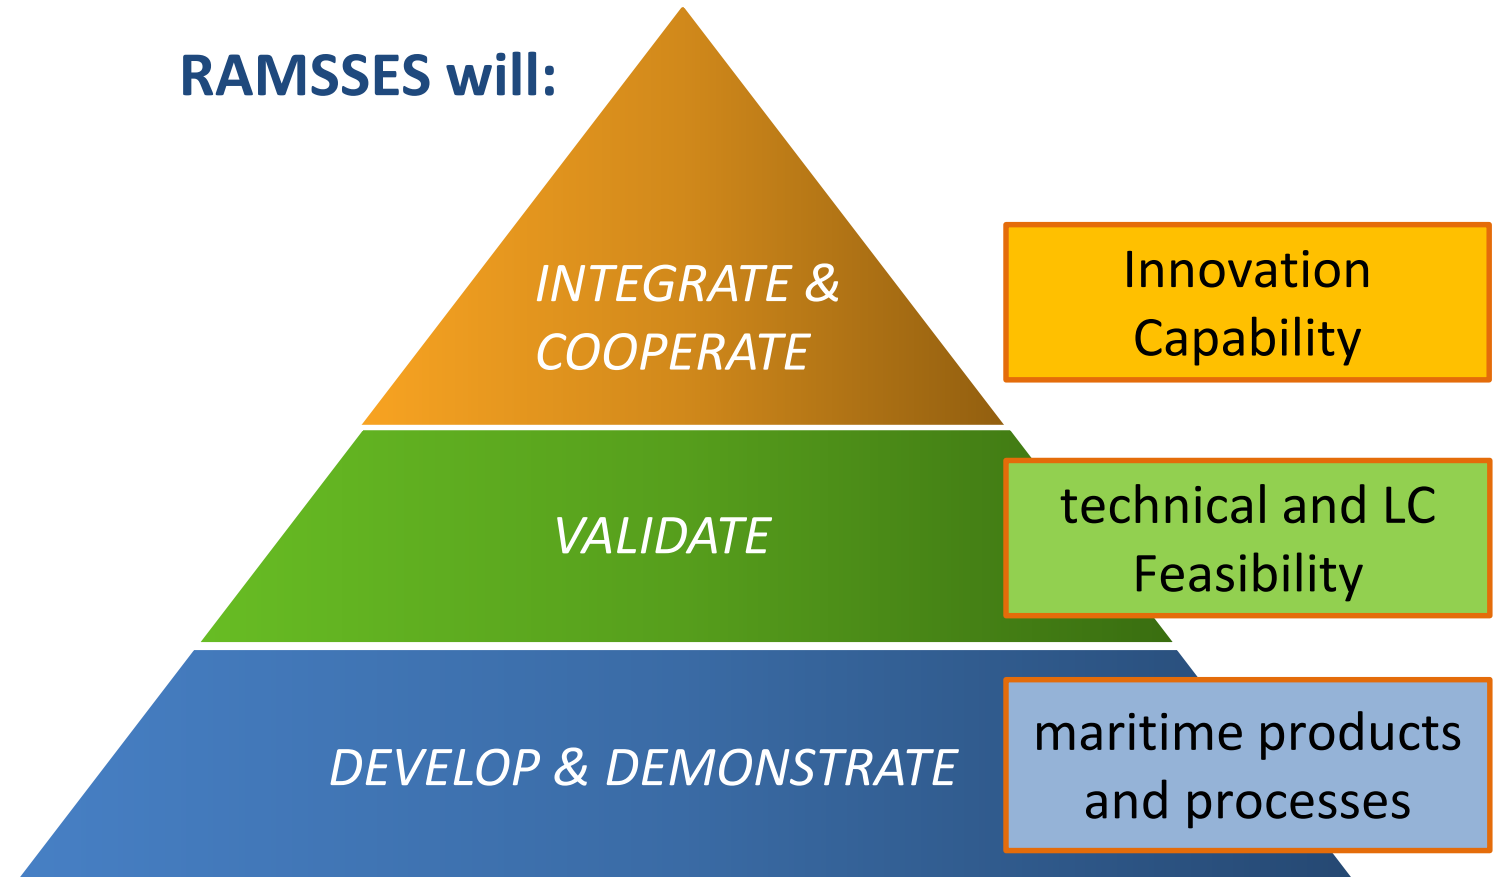 RAMSSES will:
INTEGRATE &
COOPERATE
Innovation
Capability
VALIDATE
technical and LC
Feasibility
DEVELOP & DEMONSTRATE
maritime products
and processes